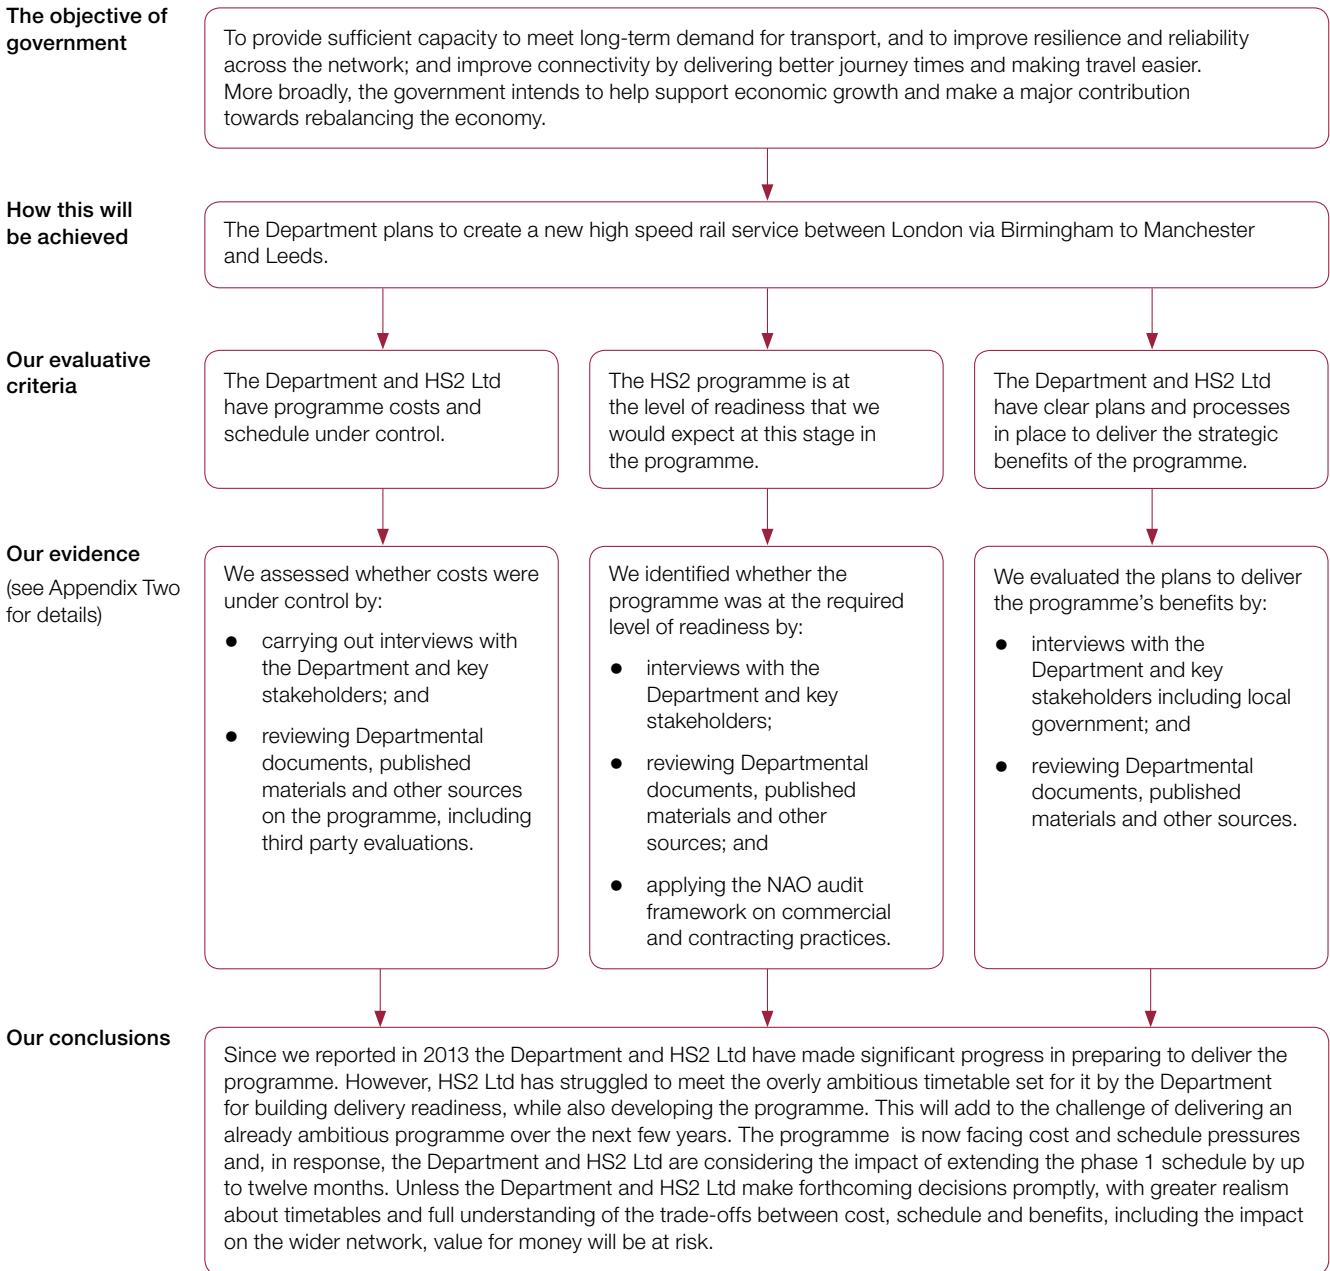 The objective of
government
To provide sufficient capacity to meet long-term demand for transport, and to improve resilience and reliability
across the network; and improve connectivity by delivering better journey times and making travel easier.
More broadly, the government intends to help support economic growth and make a major contribution
towards rebalancing the economy.
How this will
be achieved
The Department plans to create a new high speed rail service between London via Birmingham to Manchester
and Leeds.
Our evaluative
criteria
The Department and HS2 Ltd
have programme costs and
schedule under control.
The HS2 programme is at
the level of readiness that we
would expect at this stage in
the programme.
The Department and HS2 Ltd
have clear plans and processes
in place to deliver the strategic
benefits of the programme.
Our evidence
(see Appendix Two
for details)
We assessed whether costs were
under control by:
● carrying out interviews with
the Department and key
stakeholders; and
● reviewing Departmental
documents, published
materials and other sources
on the programme, including
third party evaluations.
We identified whether the
programme was at the required
level of readiness by:
● interviews with the
Department and key
stakeholders;
● reviewing Departmental
documents, published
materials and other
sources; and
● applying the NAO audit
framework on commercial
and contracting practices.
We evaluated the plans to deliver
the programme's benefits by:
● interviews with the
Department and key
stakeholders including local
government; and
● reviewing Departmental
documents, published
materials and other sources.
Our conclusions
Since we reported in 2013 the Department and HS2 Ltd have made significant progress in preparing to deliver the
programme. However, HS2 Ltd has struggled to meet the overly ambitious timetable set for it by the Department
for building delivery readiness, while also developing the programme. This will add to the challenge of delivering an
already ambitious programme over the next few years. The programme is now facing cost and schedule pressures
and, in response, the Department and HS2 Ltd are considering the impact of extending the phase 1 schedule by up
to twelve months. Unless the Department and HS2 Ltd make forthcoming decisions promptly, with greater realism
about timetables and full understanding of the trade-offs between cost, schedule and benefits, including the impact
on the wider network, value for money will be at risk.